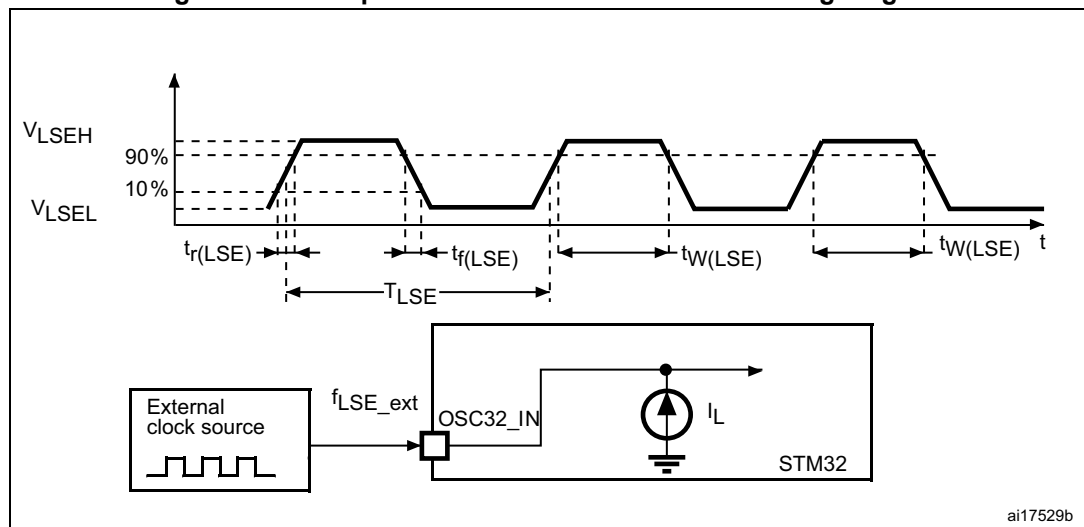 VLSEH
90%
10%
VLSEL
tr(LSE)
tf(LSE)
tW(LSE)
tW(LSE)
t
TLSE
External
clock source
fLSE_ext
OSC32_IN
IL
STM32
ai17529b